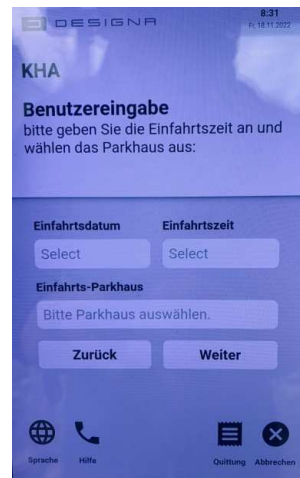 DESIGNA
8:31
Fr, 18.11.2022
KHA
Benutzereingabe
bitte geben Sie die Einfahrtszeit an und
wählen das Parkhaus aus:
Einfahrtsdatum Einfahrtszeit
Select Select
Einfahrts-Parkhaus
Bitte Parkhaus auswählen.
Zurück Weiter
Sprache Hilfe Quittung Abbrechen